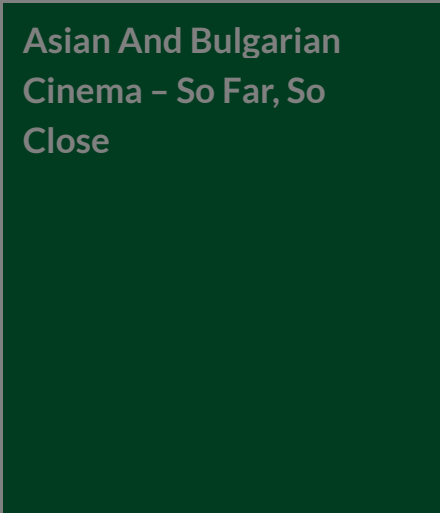 Asian And Bulgarian
Cinema – So Far, So
Close